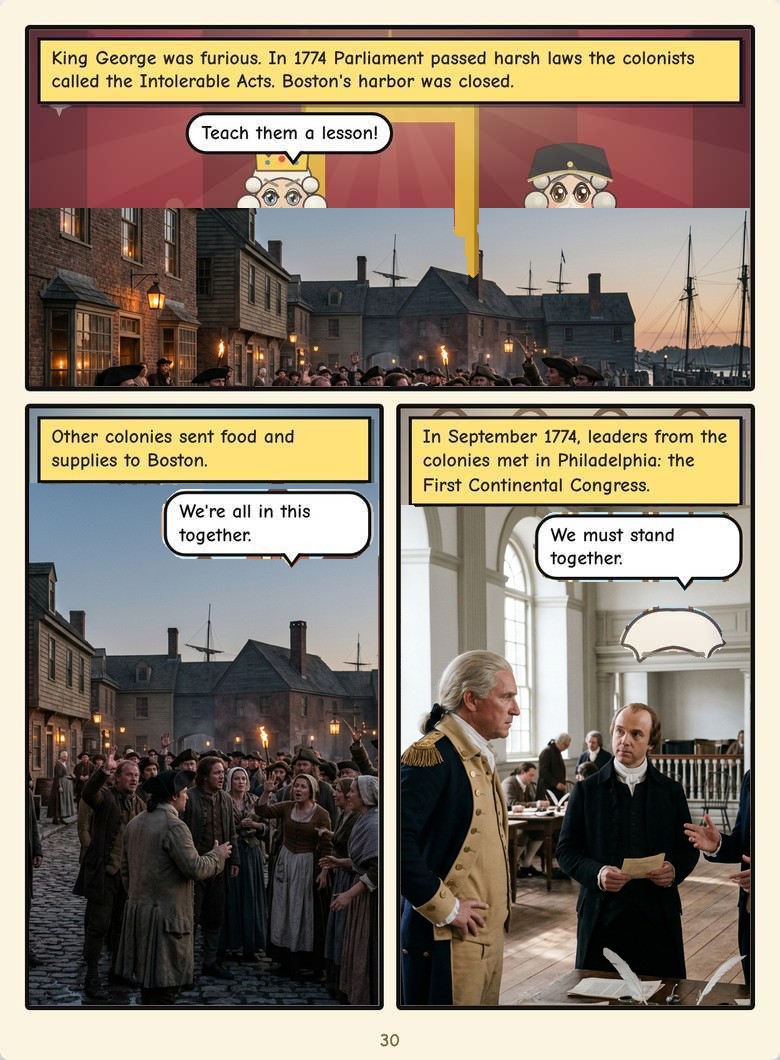 King George was furious. In 1774 Parliament passed harsh laws the colonists
called the Intolerable Acts. Boston's harbor was closed.
Teach them a lesson!
Other colonies sent food and
supplies to Boston.
We're all in this
together.
In September 1774, leaders from the
colonies met in Philadelphia: the
First Continental Congress.
We must stand
together.
30